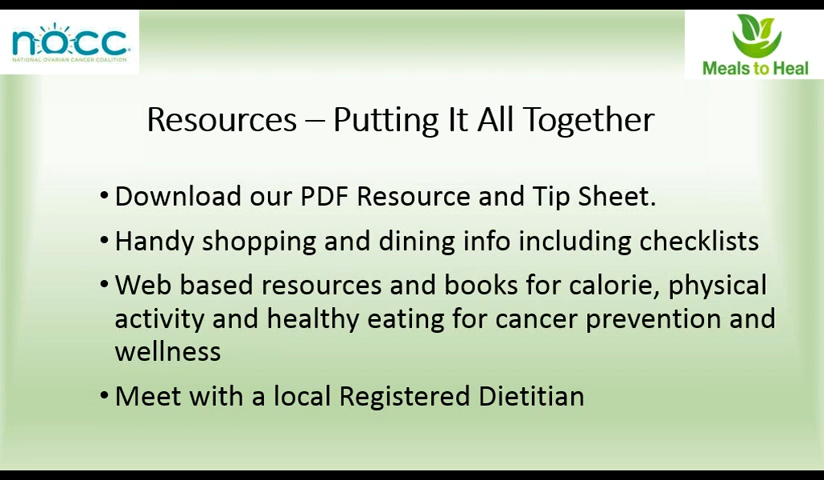 nocc
NATIONAL OVARIAN CANCER COALITION
Meals to Heal
Resources – Putting It All Together
• Download our PDF Resource and Tip Sheet.
• Handy shopping and dining info including checklists
• Web based resources and books for calorie, physical
activity and healthy eating for cancer prevention and
wellness
• Meet with a local Registered Dietitian